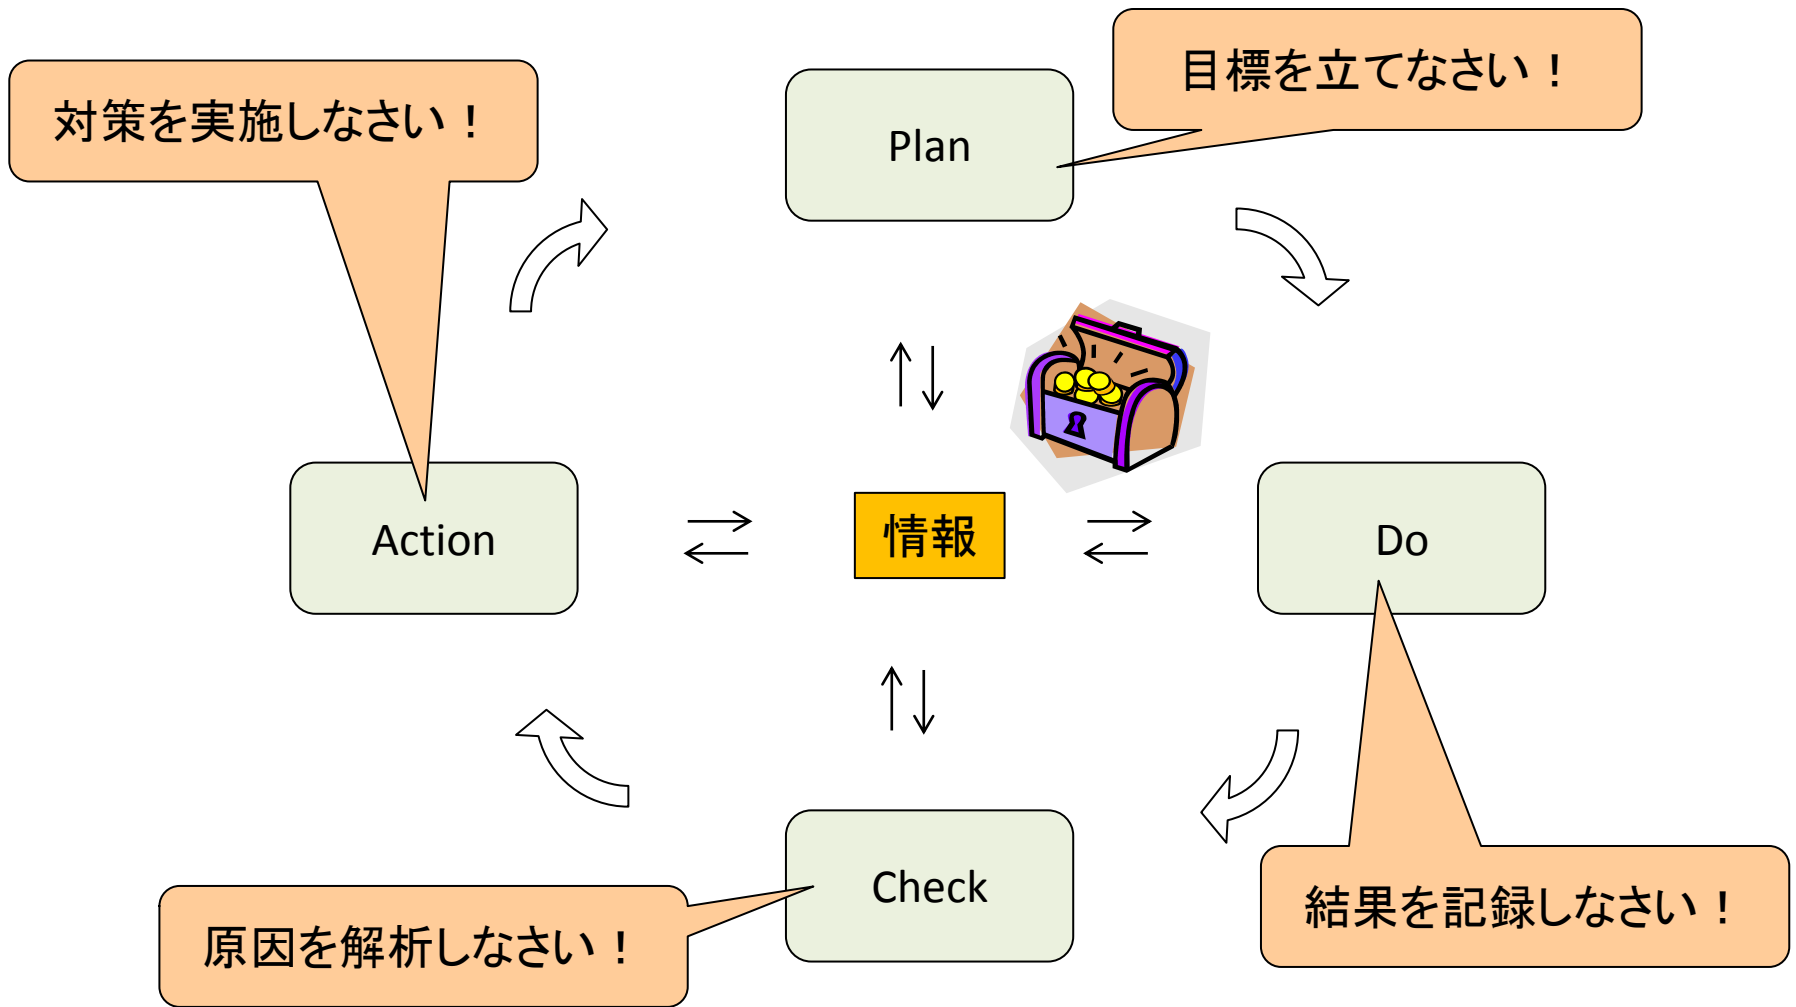 目標を立てなさい！
対策を実施しなさい！
Plan
Action
情報
Do
Check
結果を記録しなさい！
原因を解析しなさい！